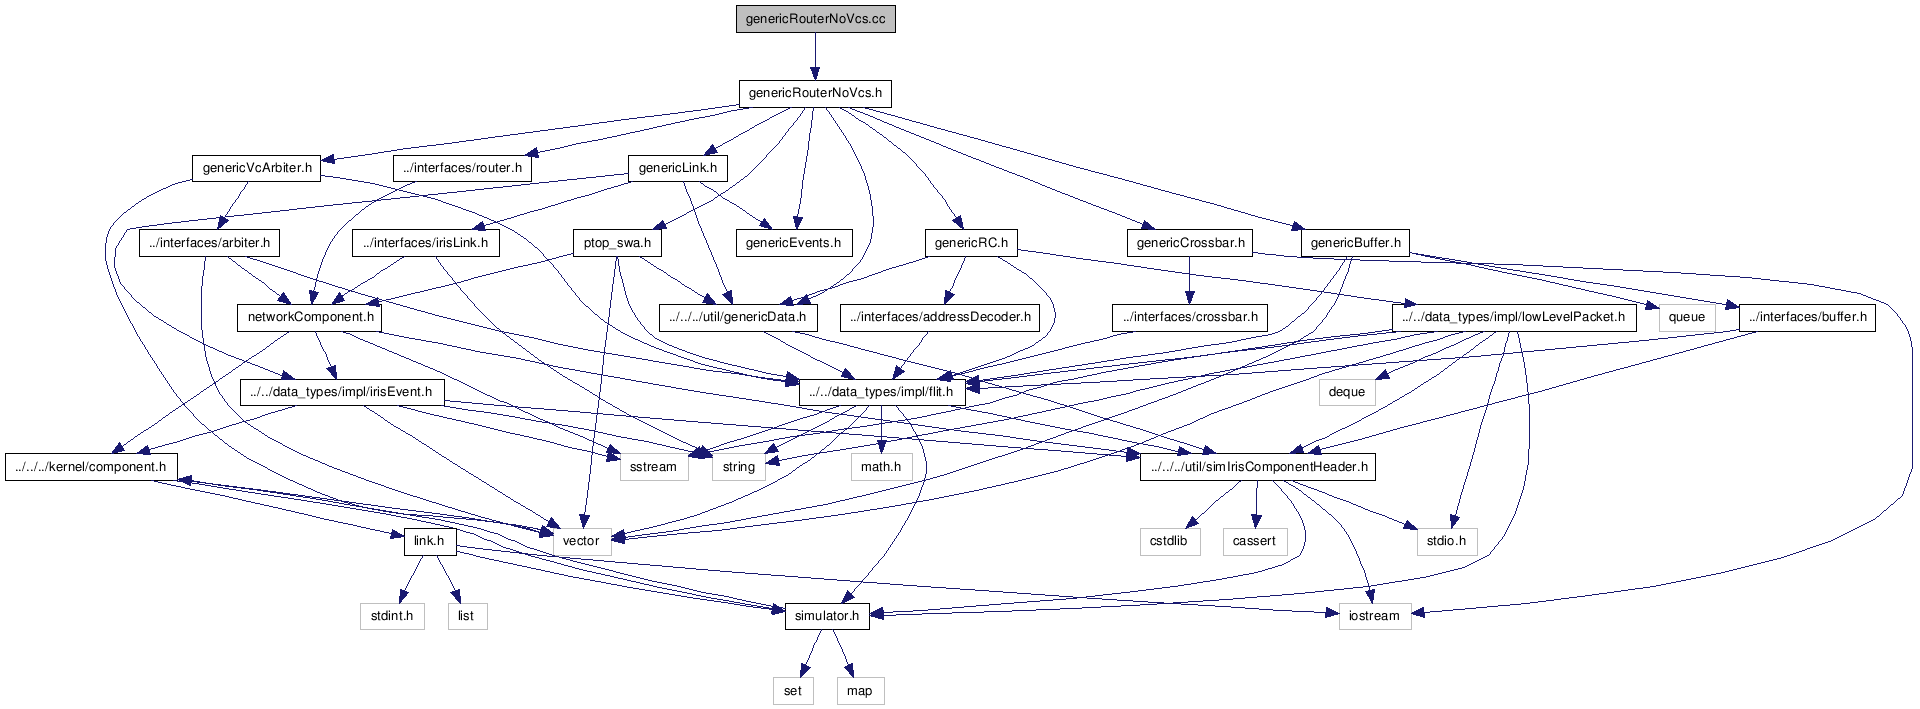 genericRouterNoVcs.cc
genericRouterNoVcs.h
genericVcArbiter.h
../interfaces/router.h
genericLink.h
../interfaces/arbiter.h
../interfaces/irisLink.h
ptop_swa.h
genericEvents.h
genericRC.h
genericCrossbar.h
genericBuffer.h
networkComponent.h
../../../util/genericData.h
../interfaces/addressDecoder.h
../interfaces/crossbar.h
../../data_types/impl/lowLevelPacket.h
queue
../interfaces/buffer.h
../../data_types/impl/irisEvent.h
../../data_types/impl/flit.h
deque
../../../kernel/component.h
sstream
string
math.h
../../../util/simIrisComponentHeader.h
link.h
vector
cstdlib
cassert
stdio.h
stdint.h
list
simulator.h
iostream
set
map